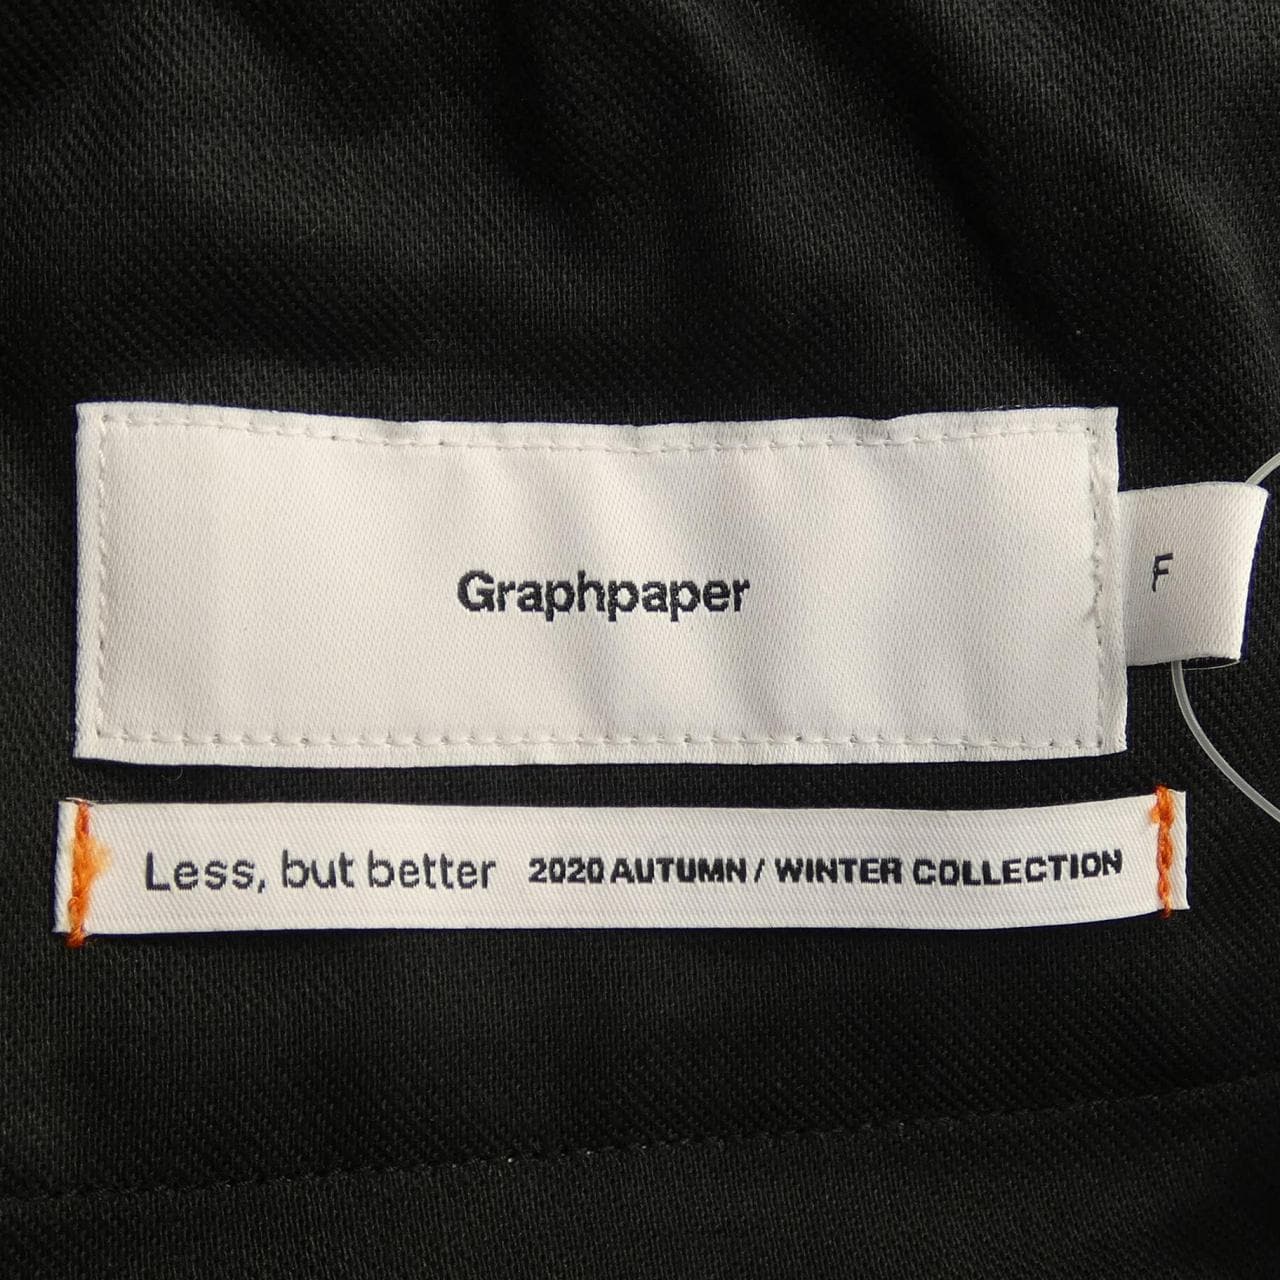 Graphpaper
F
Less, but better 2020 AUTUMN / WINTER COLLECTION